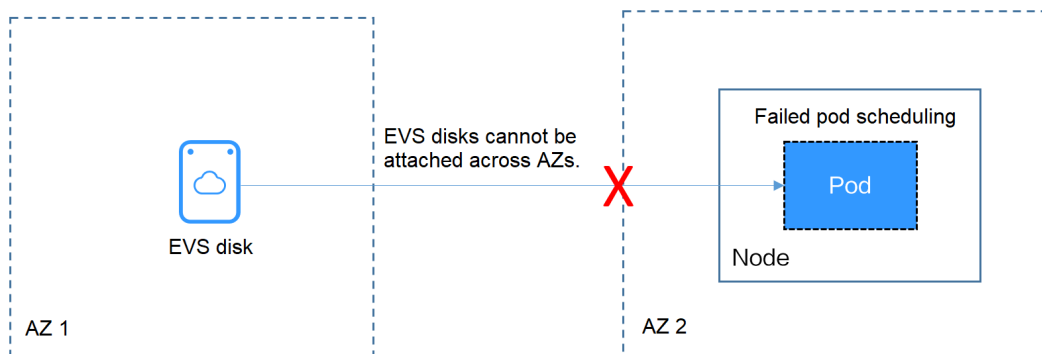 EVS disk
AZ 1
EVS disks cannot be
attached across AZs.
X
Failed pod scheduling
Pod
Node
AZ 2